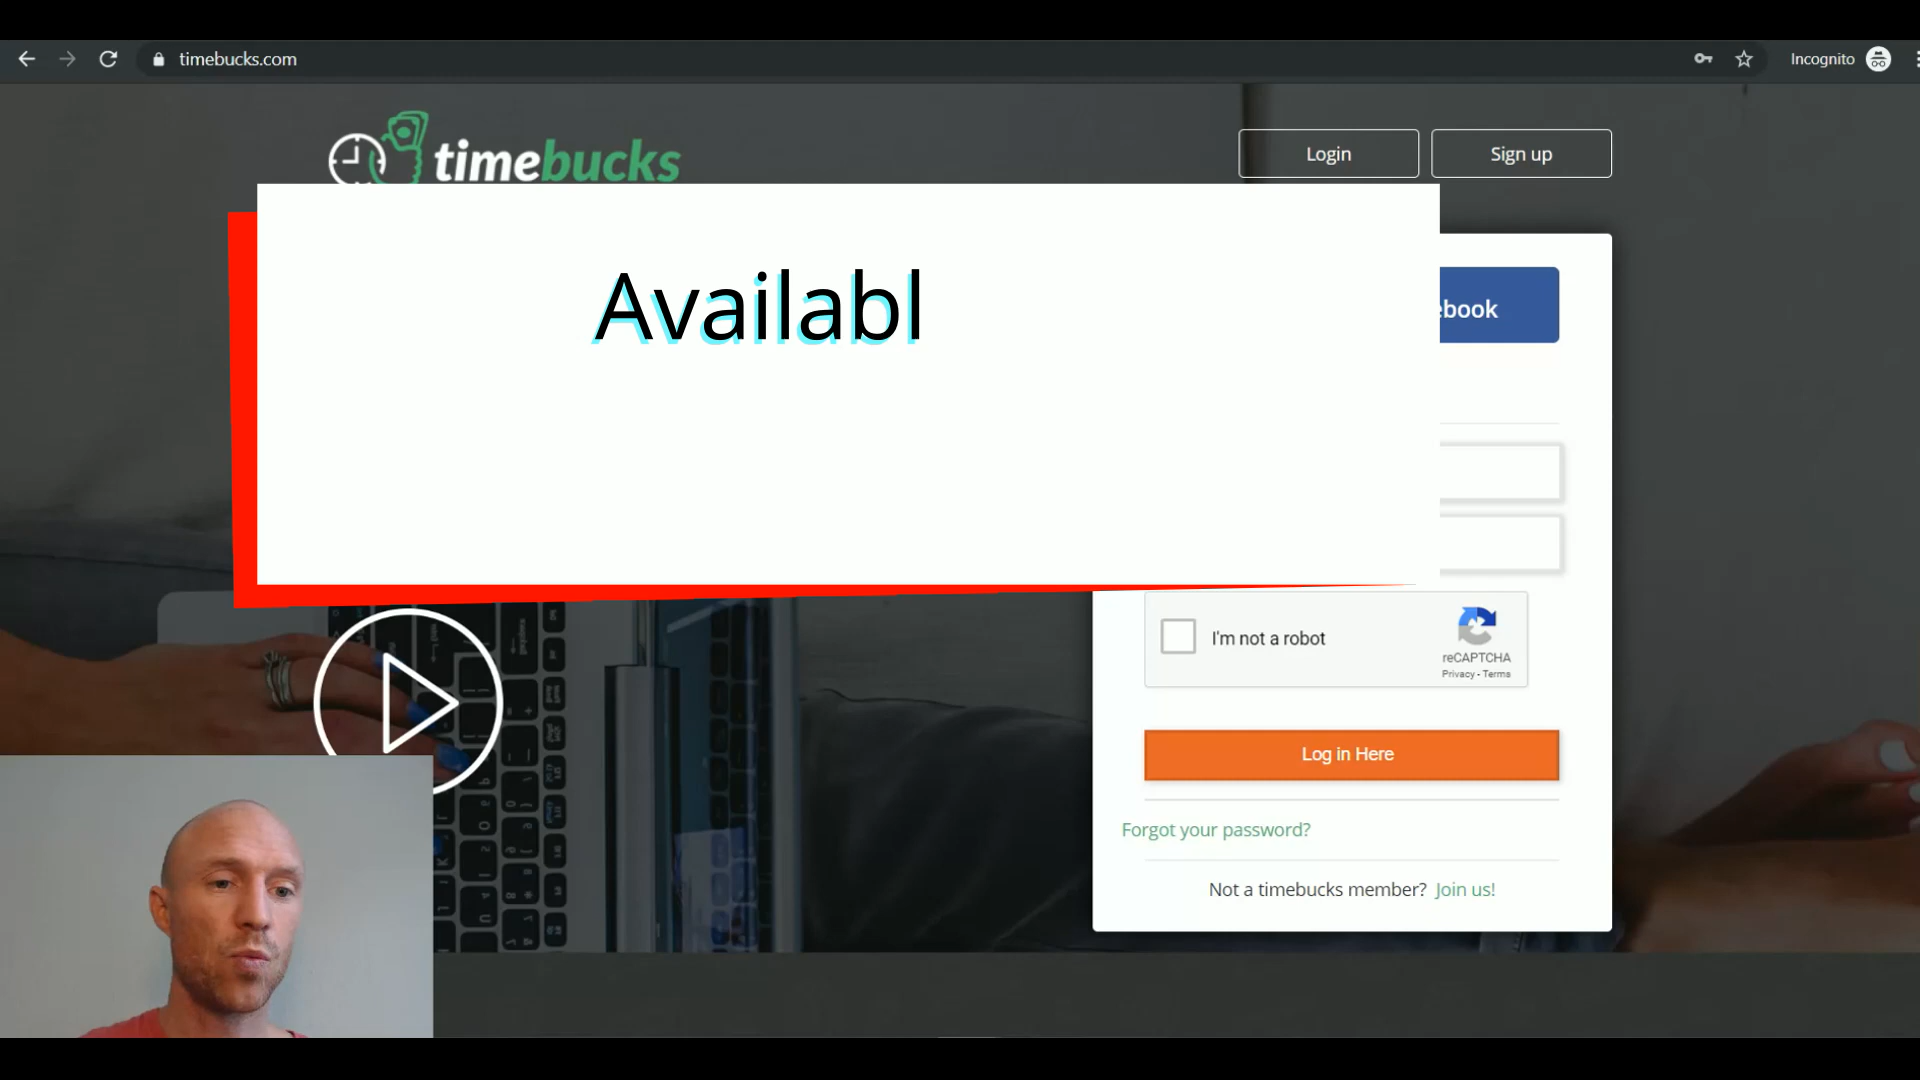 timebucks.com
Incognito
timebucks
Login
Sign up
Availabl
ebook
I'm not a robot
reCAPTCHA
Privacy - Terms
Log in Here
Forgot your password?
Not a timebucks member? Join us!